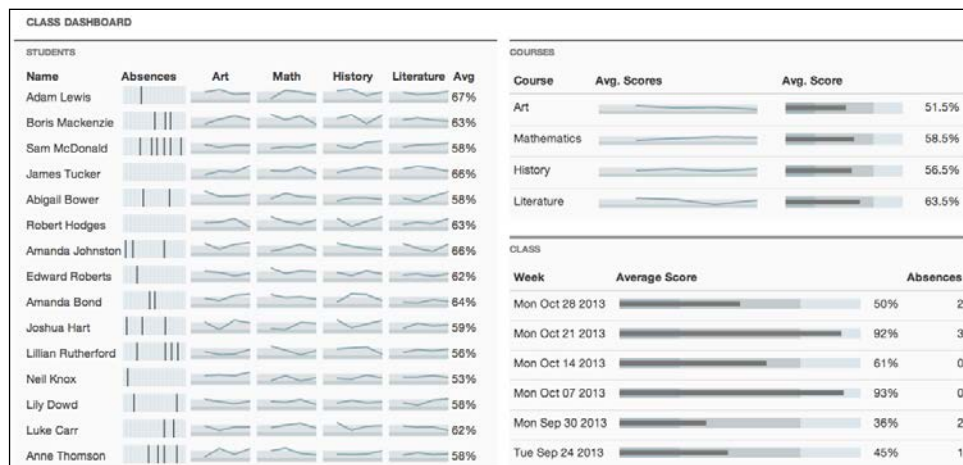 CLASS DASHBOARD
STUDENTS
Name Absences Art Math History Literature Avg
Adam Lewis 67%
Boris Mackenzie 63%
Sam McDonald 58%
James Tucker 66%
Abigail Bower 58%
Robert Hodges 63%
Amanda Johnston 66%
Edward Roberts 62%
Amanda Bond 64%
Joshua Hart 59%
Lillian Rutherford 56%
Neil Knox 53%
Lily Dowd 58%
Luke Carr 62%
Anne Thomson 58%
COURSES
Course Avg. Scores Avg. Score
Art 51.5%
Mathematics 58.5%
History 56.5%
Literature 63.5%
CLASS
Week Average Score Absences
Mon Oct 28 2013 50% 2
Mon Oct 21 2013 92% 3
Mon Oct 14 2013 61% 0
Mon Oct 07 2013 93% 0
Mon Sep 30 2013 36% 2
Tue Sep 24 2013 45% 1